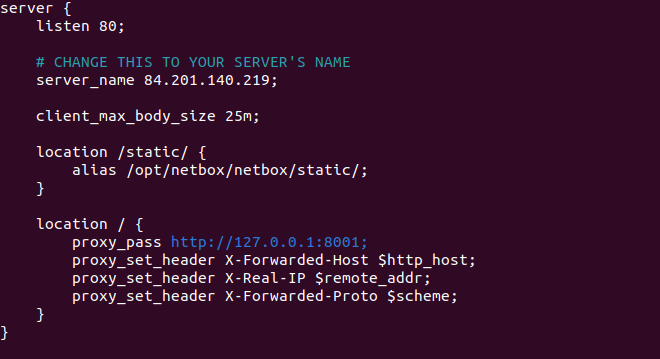 server {
    listen 80;

    # CHANGE THIS TO YOUR SERVER'S NAME
    server_name 84.201.140.219;

    client_max_body_size 25m;

    location /static/ {
        alias /opt/netbox/netbox/static/;
    }

    location / {
        proxy_pass http://127.0.0.1:8001;
        proxy_set_header X-Forwarded-Host $http_host;
        proxy_set_header X-Real-IP $remote_addr;
        proxy_set_header X-Forwarded-Proto $scheme;
    }
}